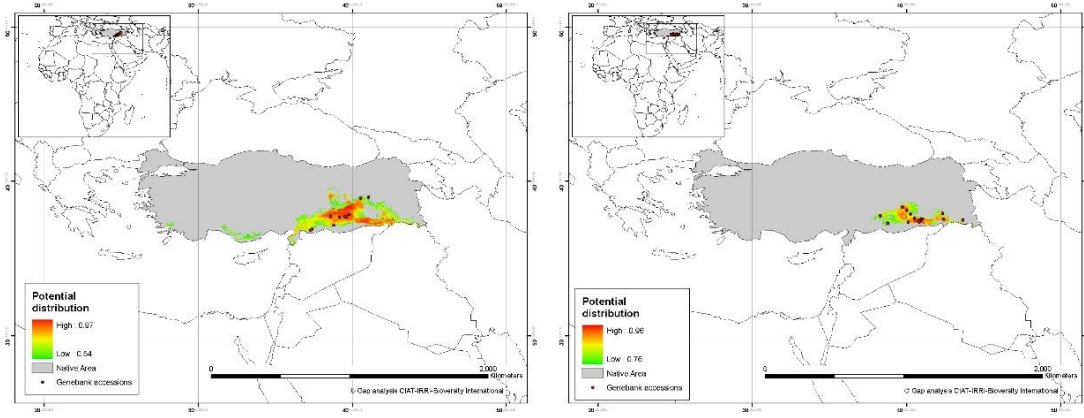 Potential
distribution
High : 0.97
Low : 0.54
Native Area
Genebank accessions
0
2,000
Kilometers
© Gap analysis CIAT-IRRI-Bioversity International
Potential
distribution
High : 0.96
Low : 0.76
Native Area
Genebank accessions
0
2,000
Kilometers
© Gap analysis CIAT-IRRI-Bioversity International